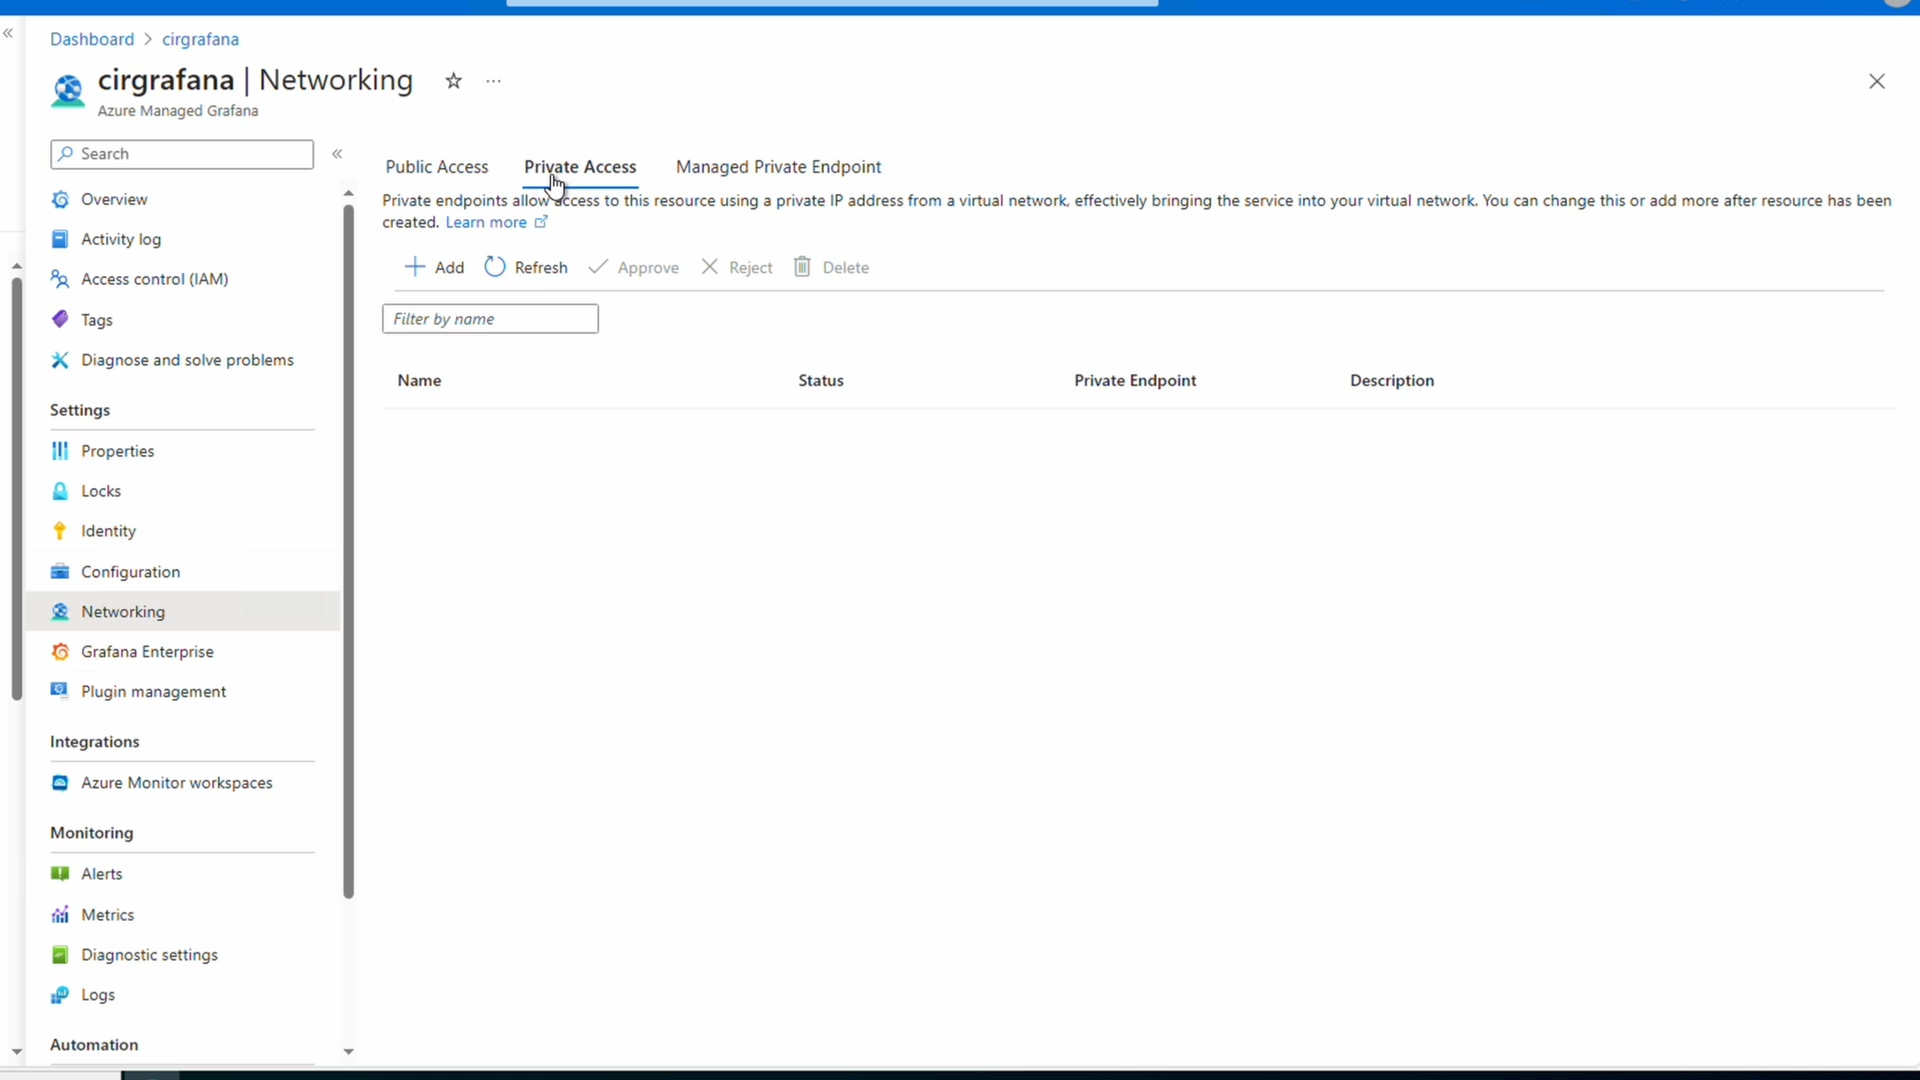 Dashboard > cirgrafana
cirgrafana | Networking
Azure Managed Grafana
Search
Overview
Activity log
Access control (IAM)
Tags
Diagnose and solve problems
Settings
Properties
Locks
Identity
Configuration
Networking
Grafana Enterprise
Plugin management
Integrations
Azure Monitor workspaces
Monitoring
Alerts
Metrics
Diagnostic settings
Logs
Automation
Public Access Private Access Managed Private Endpoint
Private endpoints allow access to this resource using a private IP address from a virtual network, effectively bringing the service into your virtual network. You can change this or add more after resource has been
created. Learn more
Add Refresh Approve Reject Delete
Filter by name
Name Status Private Endpoint Description